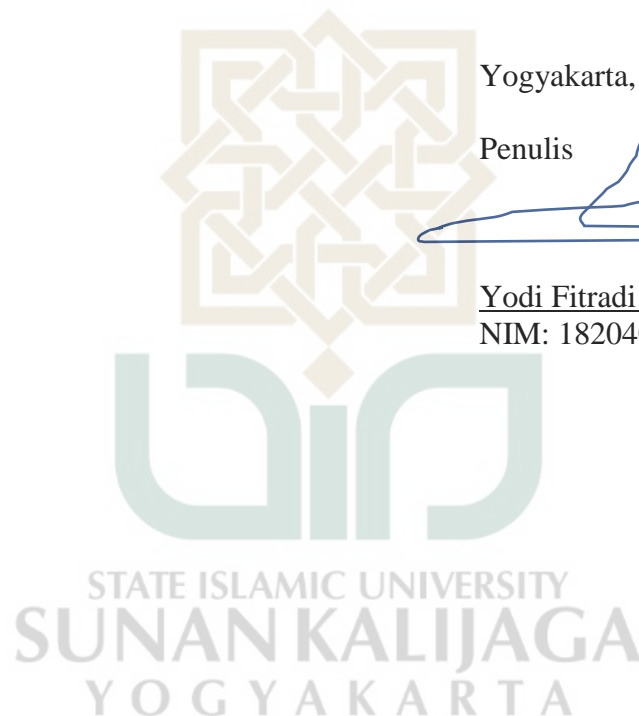 Yogyakarta,
Penulis
Yodi Fitradi
NIM: 18204
STATE ISLAMIC UNIVERSITY
SUNAN KALIJAGA
YOGYAKARTA